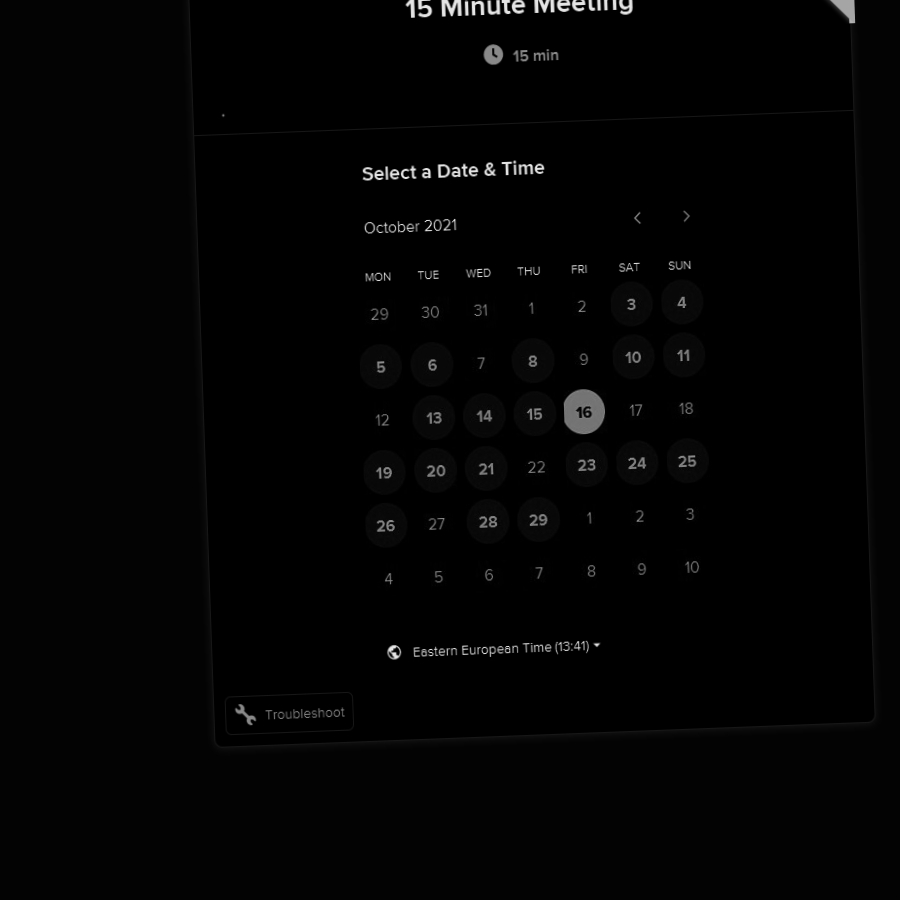 15 Minute Meeting
15 min
Select a Date & Time
October 2021
MON TUE WED THU FRI SAT SUN
29 30 31 1 2 3 4
5 6 7 8 9 10 11
12 13 14 15 16 17 18
19 20 21 22 23 24 25
26 27 28 29 1 2 3
4 5 6 7 8 9 10
Eastern European Time (13:41)
Troubleshoot